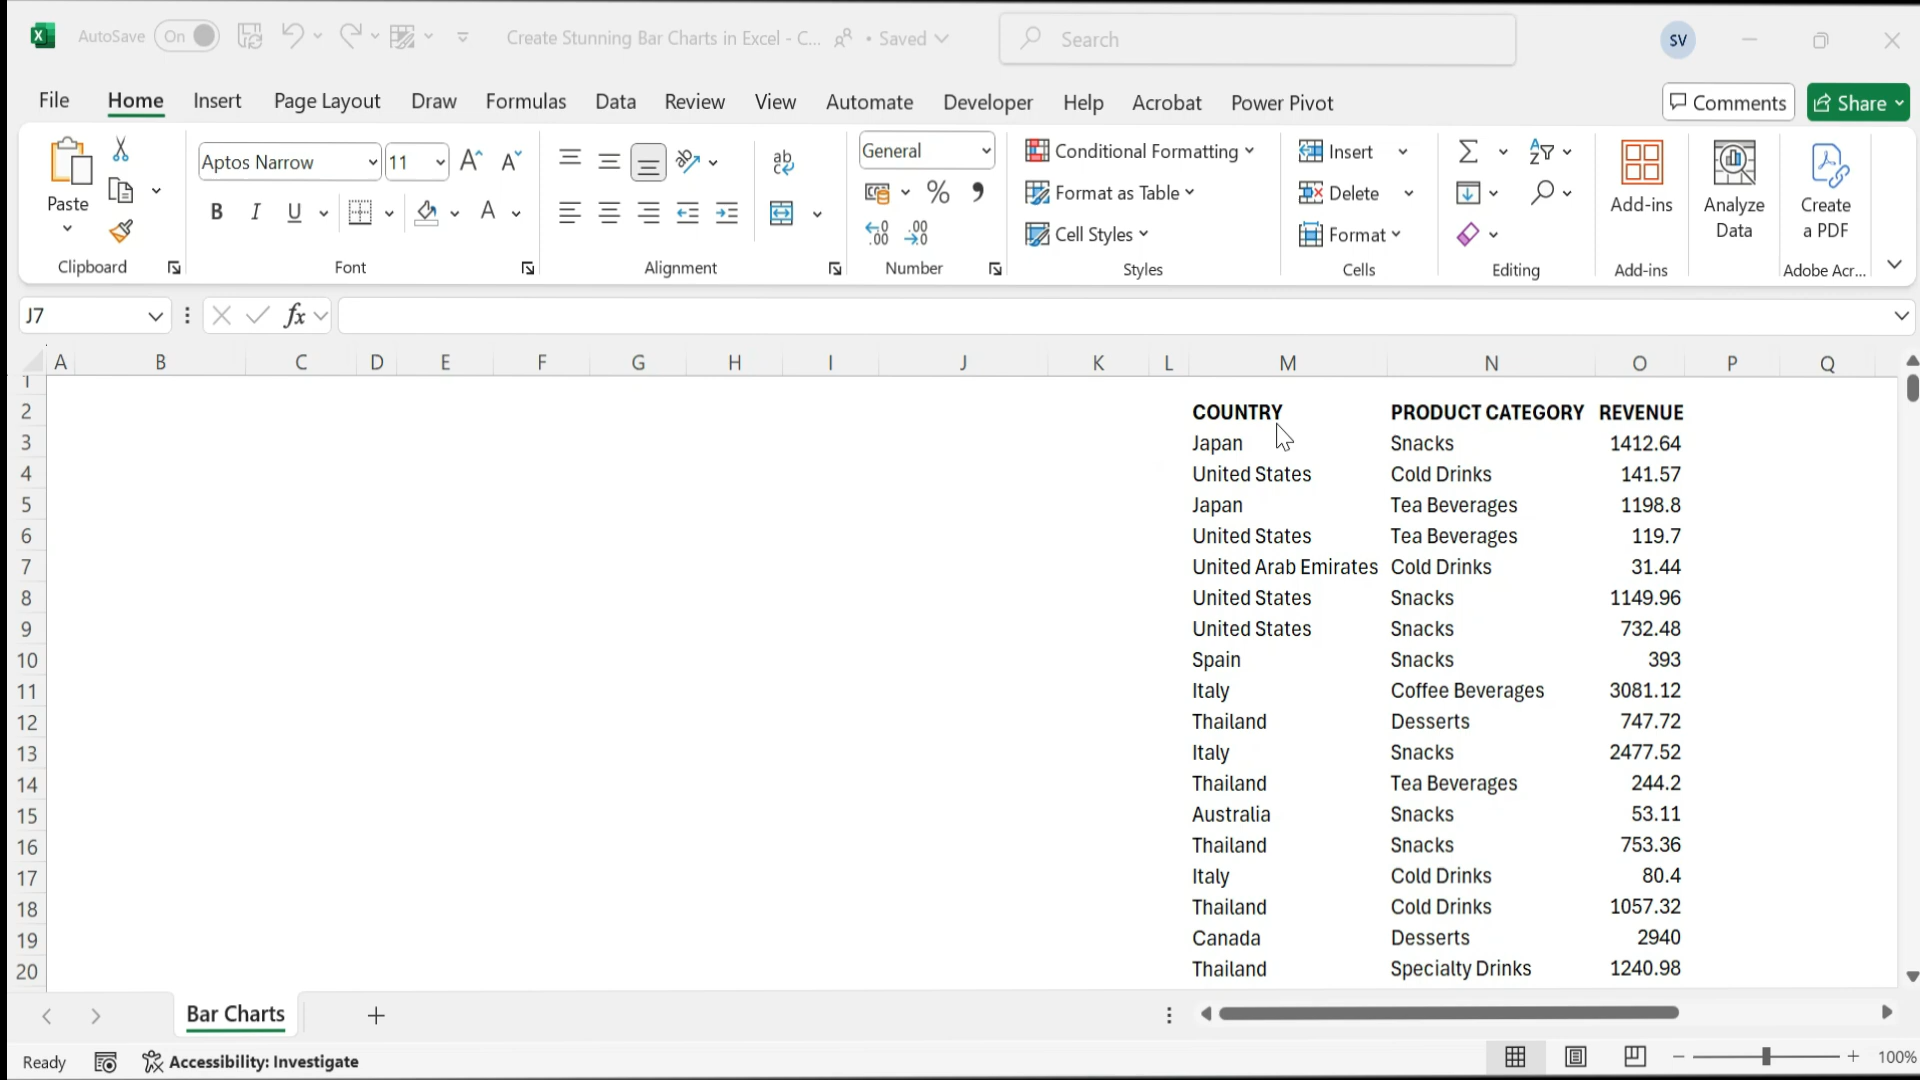 AutoSave On Create Stunning Bar Charts in Excel - C... • Saved Search SV
File Home Insert Page Layout Draw Formulas Data Review View Automate Developer Help Acrobat Power Pivot Comments Share
Paste
Clipboard
Aptos Narrow 11
B I U A
Font
ab
Alignment
General
% 9
.00 .00
Number
Conditional Formatting
Format as Table
Cell Styles
Styles
Insert
Delete
Format
Cells
Editing
Add-ins
Add-ins
Analyze
Data
Create
a PDF
Adobe Acr...
J7 fx
A B C D E F G H I J K L M N O P Q
1
2 COUNTRY PRODUCT CATEGORY REVENUE
3 Japan Snacks 1412.64
4 United States Cold Drinks 141.57
5 Japan Tea Beverages 1198.8
6 United States Tea Beverages 119.7
7 United Arab Emirates Cold Drinks 31.44
8 United States Snacks 1149.96
9 United States Snacks 732.48
10 Spain Snacks 393
11 Italy Coffee Beverages 3081.12
12 Thailand Desserts 747.72
13 Italy Snacks 2477.52
14 Thailand Tea Beverages 244.2
15 Australia Snacks 53.11
16 Thailand Snacks 753.36
17 Italy Cold Drinks 80.4
18 Thailand Cold Drinks 1057.32
19 Canada Desserts 2940
20 Thailand Specialty Drinks 1240.98
Bar Charts
Ready Accessibility: Investigate 100%